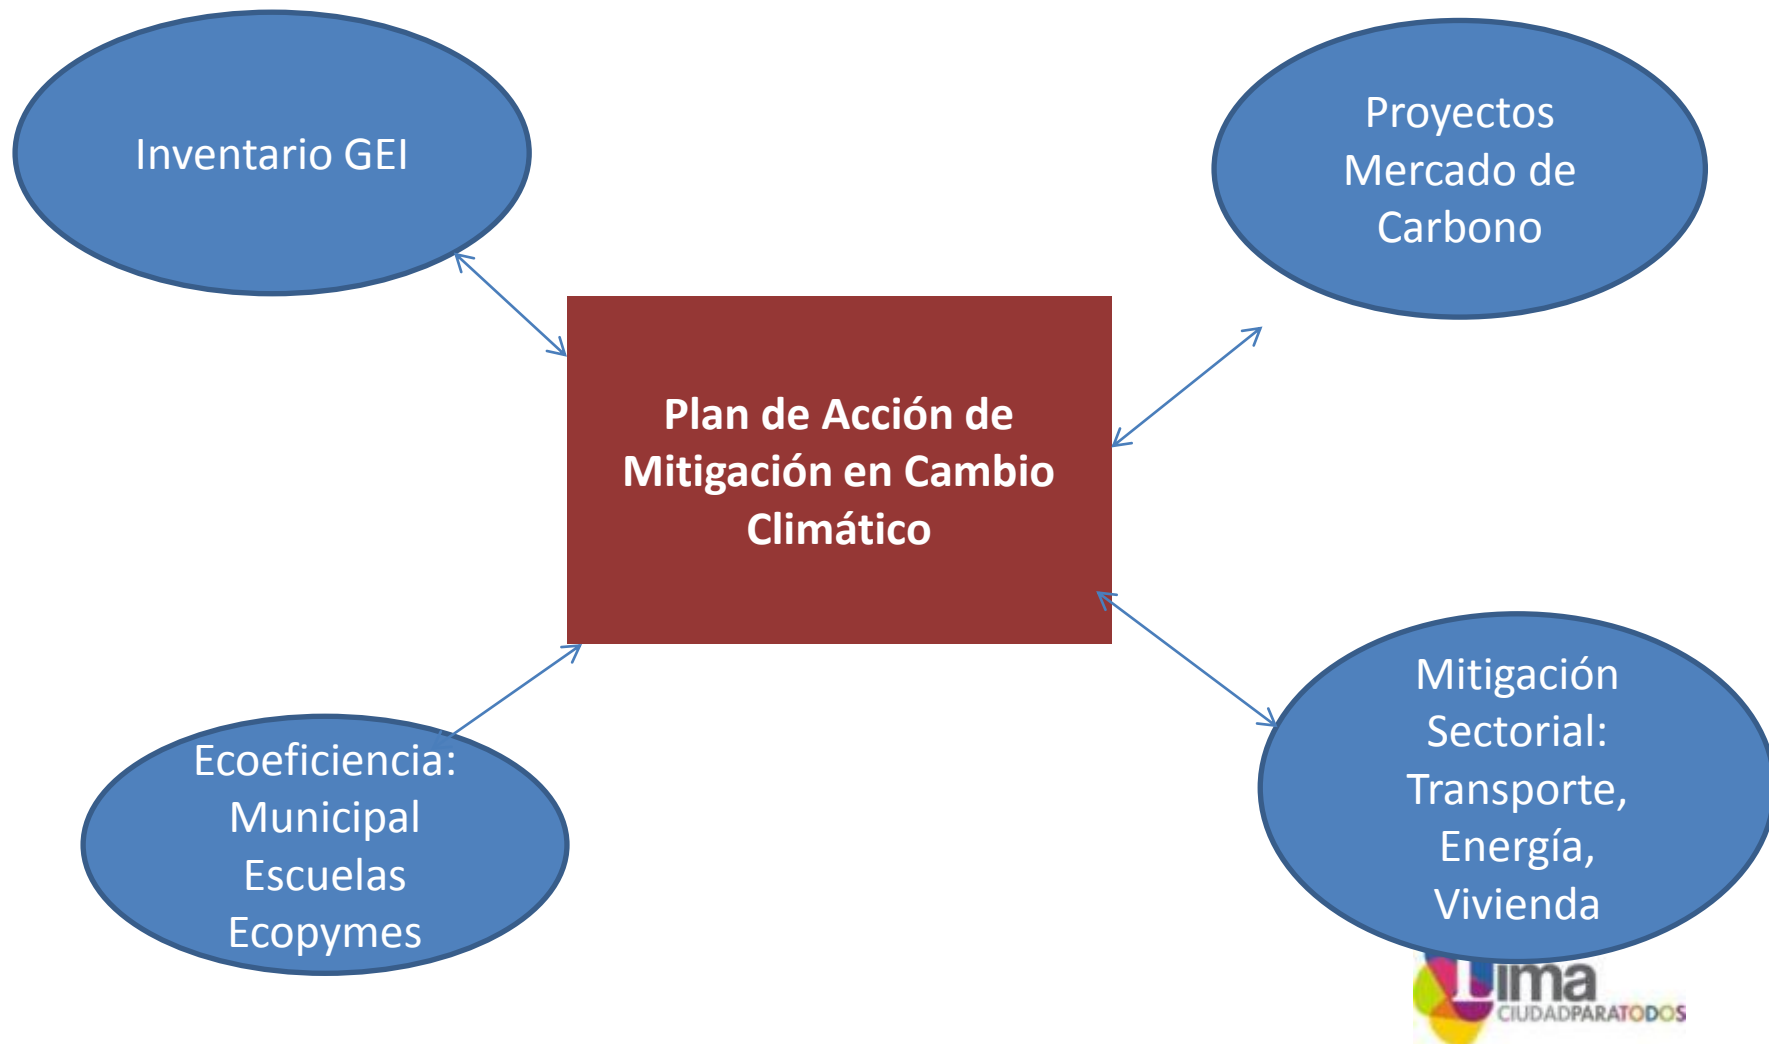 Inventario GEI
Proyectos
Mercado de
Carbono
Plan de Acción de
Mitigación en Cambio
Climático
Ecoeficiencia:
Municipal
Escuelas
Ecopymes
Mitigación
Sectorial:
Transporte,
Energía,
Vivienda
Lima
CIUDADPARATODOS